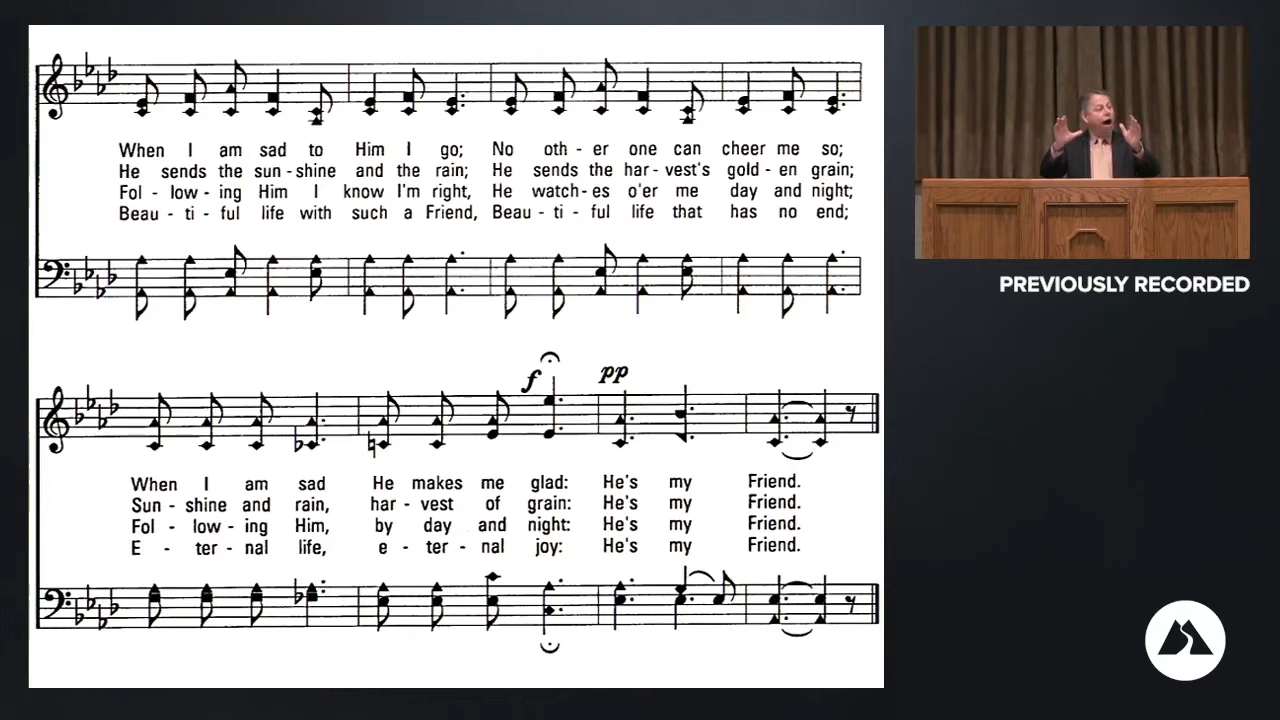 When I am sad to Him I go; No oth - er one can cheer me so;
He sends the sun - shine and the rain; He sends the har - vest's gold - en grain;
Fol - low - ing Him I know I'm right, He watch - es o'er me day and night;
Beau - ti - ful life with such a Friend, Beau - ti - ful life that has no end;
f pp
When I am sad He makes me glad: He's my Friend.
Sun - shine and rain, har - vest of grain: He's my Friend.
Fol - low - ing Him, by day and night: He's my Friend.
E - ter - nal life, e - ter - nal joy: He's my Friend.
PREVIOUSLY RECORDED